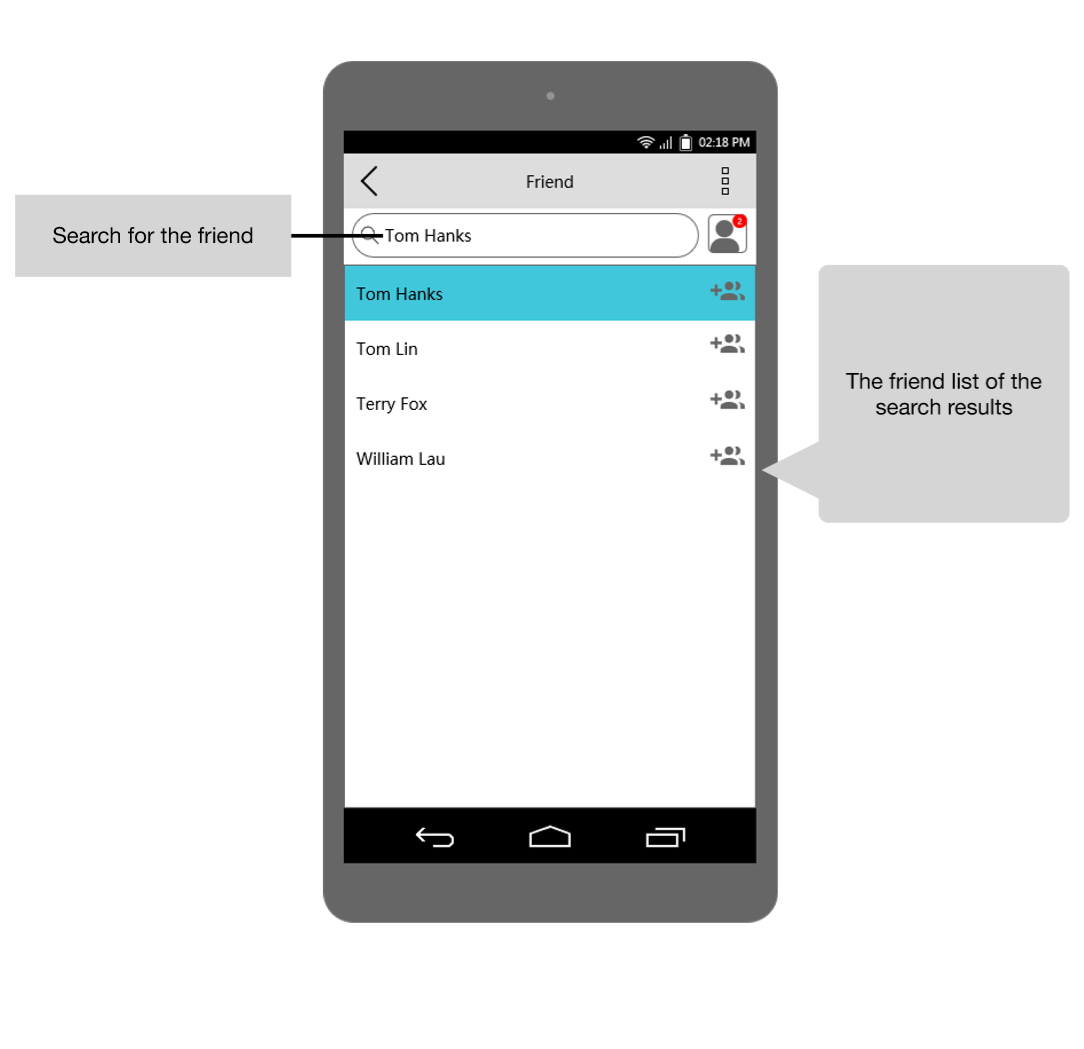 02:18 PM
Friend
Search for the friend
Tom Hanks
2
Tom Hanks
Tom Lin
Terry Fox
William Lau
The friend list of the
search results